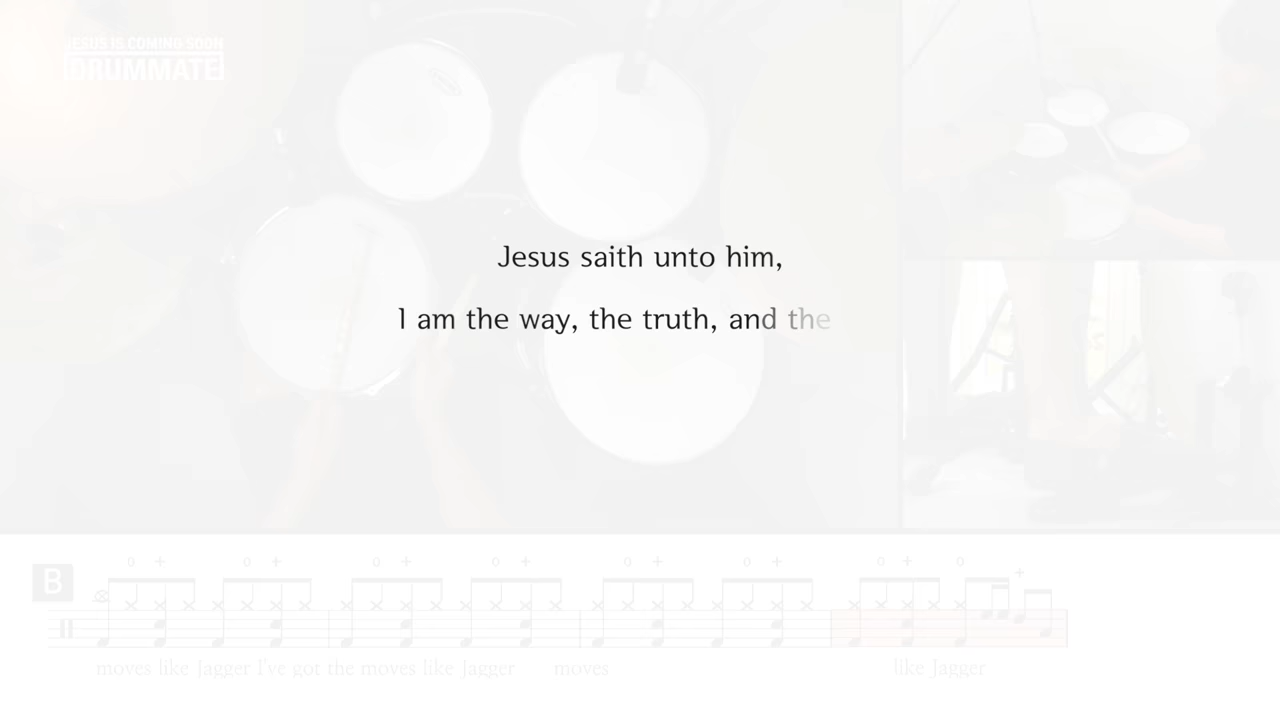 JESUS IS COMING SOON
DRUMMATE
Jesus saith unto him,
I am the way, the truth, and the
B
moves like Jagger I've got the moves like Jagger moves like Jagger